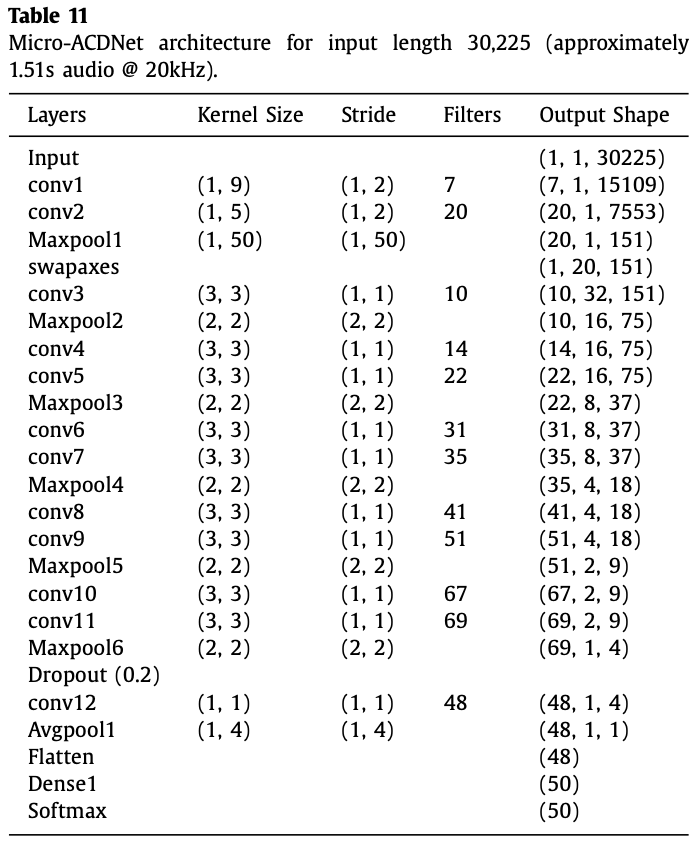 Table 11
Micro-ACDNet architecture for input length 30,225 (approximately
1.51s audio @ 20kHz).
Layers Kernel Size Stride Filters Output Shape
Input (1, 1, 30225)
conv1 (1, 9) (1, 2) 7 (7, 1, 15109)
conv2 (1, 5) (1, 2) 20 (20, 1, 7553)
Maxpool1 (1, 50) (1, 50) (20, 1, 151)
swapaxes (1, 20, 151)
conv3 (3, 3) (1, 1) 10 (10, 32, 151)
Maxpool2 (2, 2) (2, 2) (10, 16, 75)
conv4 (3, 3) (1, 1) 14 (14, 16, 75)
conv5 (3, 3) (1, 1) 22 (22, 16, 75)
Maxpool3 (2, 2) (2, 2) (22, 8, 37)
conv6 (3, 3) (1, 1) 31 (31, 8, 37)
conv7 (3, 3) (1, 1) 35 (35, 8, 37)
Maxpool4 (2, 2) (2, 2) (35, 4, 18)
conv8 (3, 3) (1, 1) 41 (41, 4, 18)
conv9 (3, 3) (1, 1) 51 (51, 4, 18)
Maxpool5 (2, 2) (2, 2) (51, 2, 9)
conv10 (3, 3) (1, 1) 67 (67, 2, 9)
conv11 (3, 3) (1, 1) 69 (69, 2, 9)
Maxpool6 (2, 2) (2, 2) (69, 1, 4)
Dropout (0.2)
conv12 (1, 1) (1, 1) 48 (48, 1, 4)
Avgpool1 (1, 4) (1, 4) (48, 1, 1)
Flatten (48)
Dense1 (50)
Softmax (50)